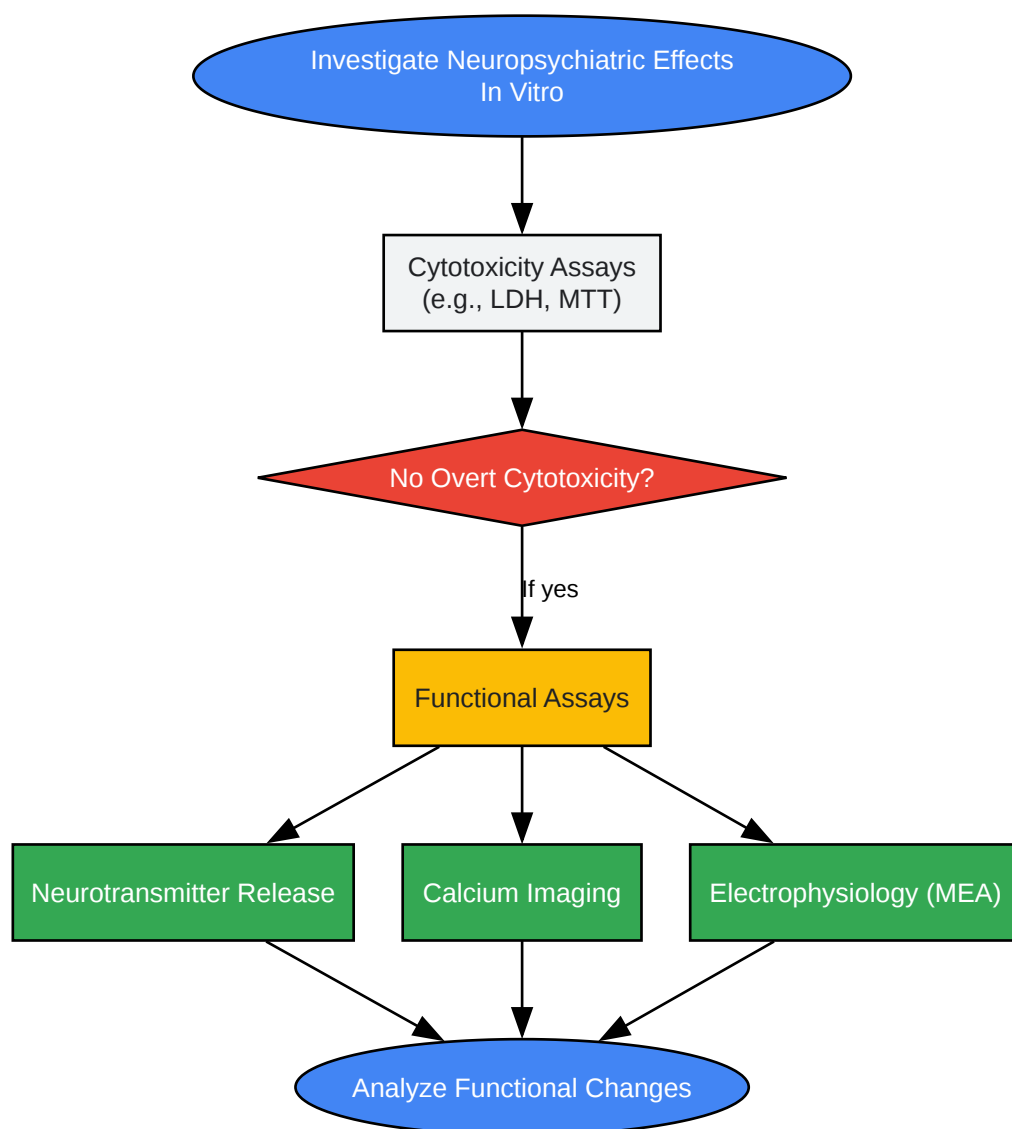 Investigate Neuropsychiatric Effects
In Vitro
Cytotoxicity Assays
(e.g., LDH, MTT)
No Overt Cytotoxicity?
If yes
Functional Assays
Neurotransmitter Release
Calcium Imaging
Electrophysiology (MEA)
Analyze Functional Changes